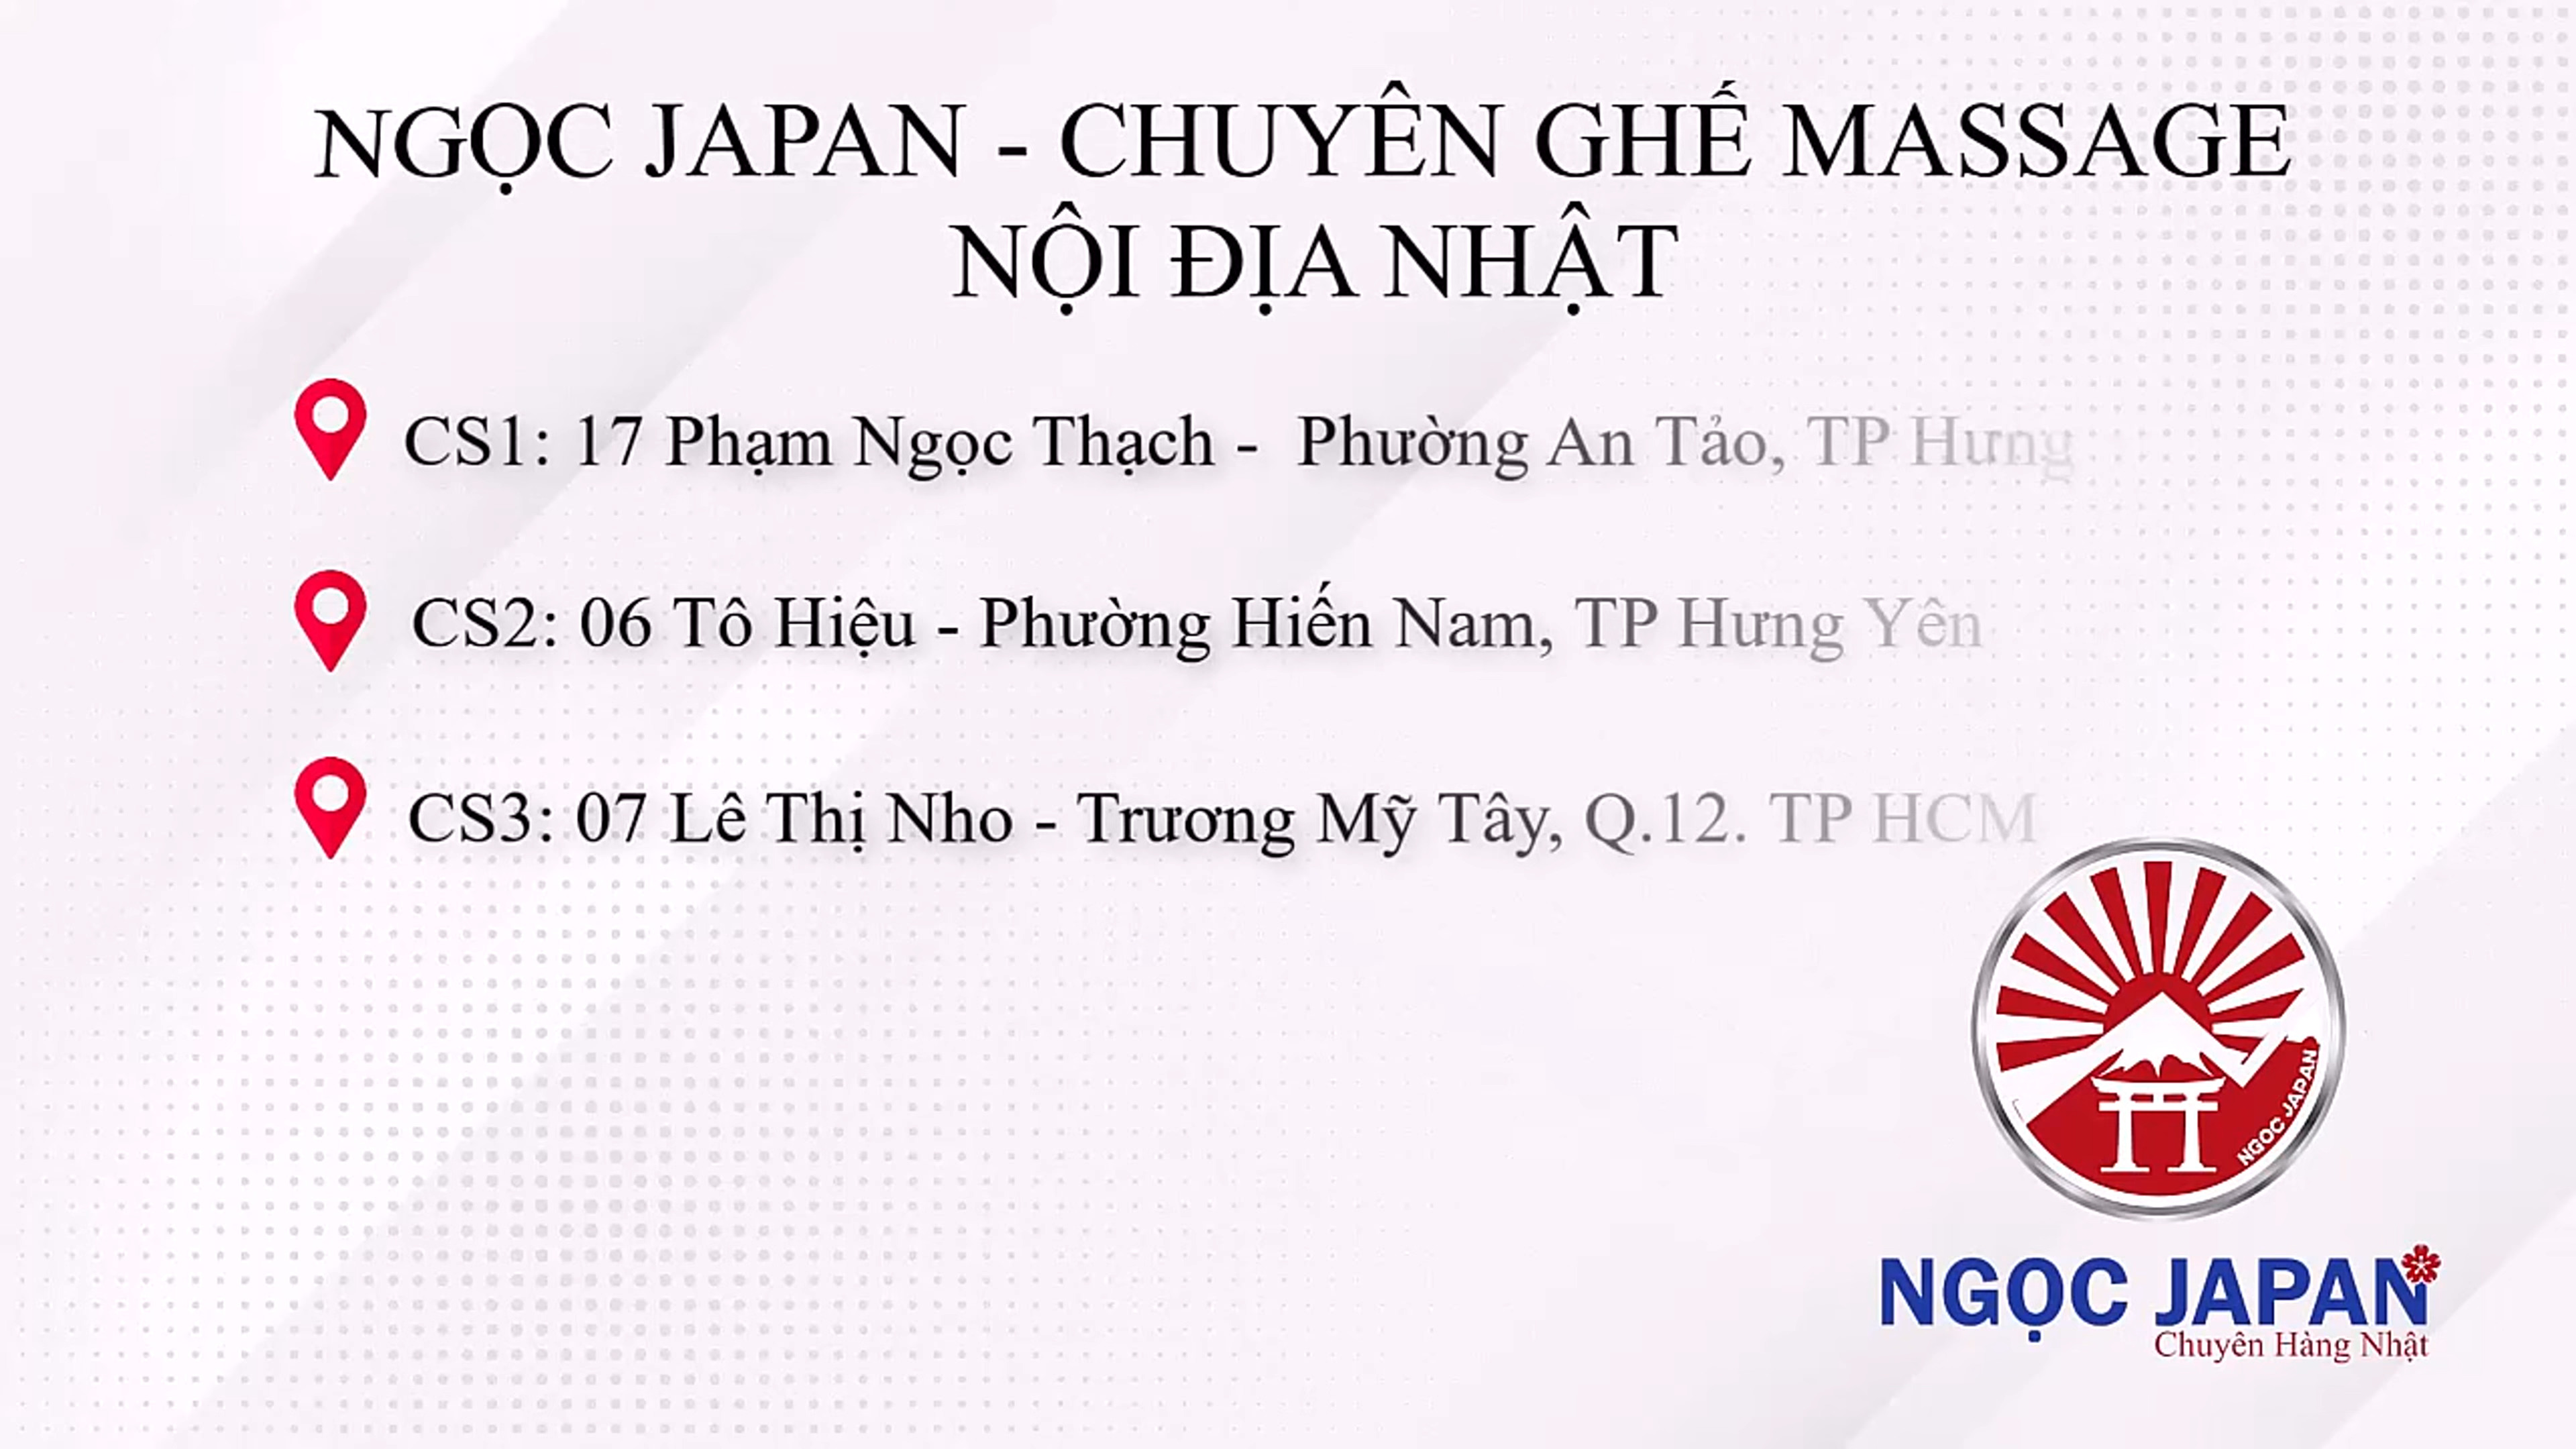 NGỌC JAPAN - CHUYÊN GHẾ MASSAGE
NỘI ĐỊA NHẬT
CS1: 17 Phạm Ngọc Thạch - Phường An Tảo, TP Hưng
CS2: 06 Tô Hiệu - Phường Hiến Nam, TP Hưng Yên
CS3: 07 Lê Thị Nho - Trương Mỹ Tây, Q.12. TP HCM
NGOC JAPAN
NGỌC JAPAN
Chuyên Hàng Nhật